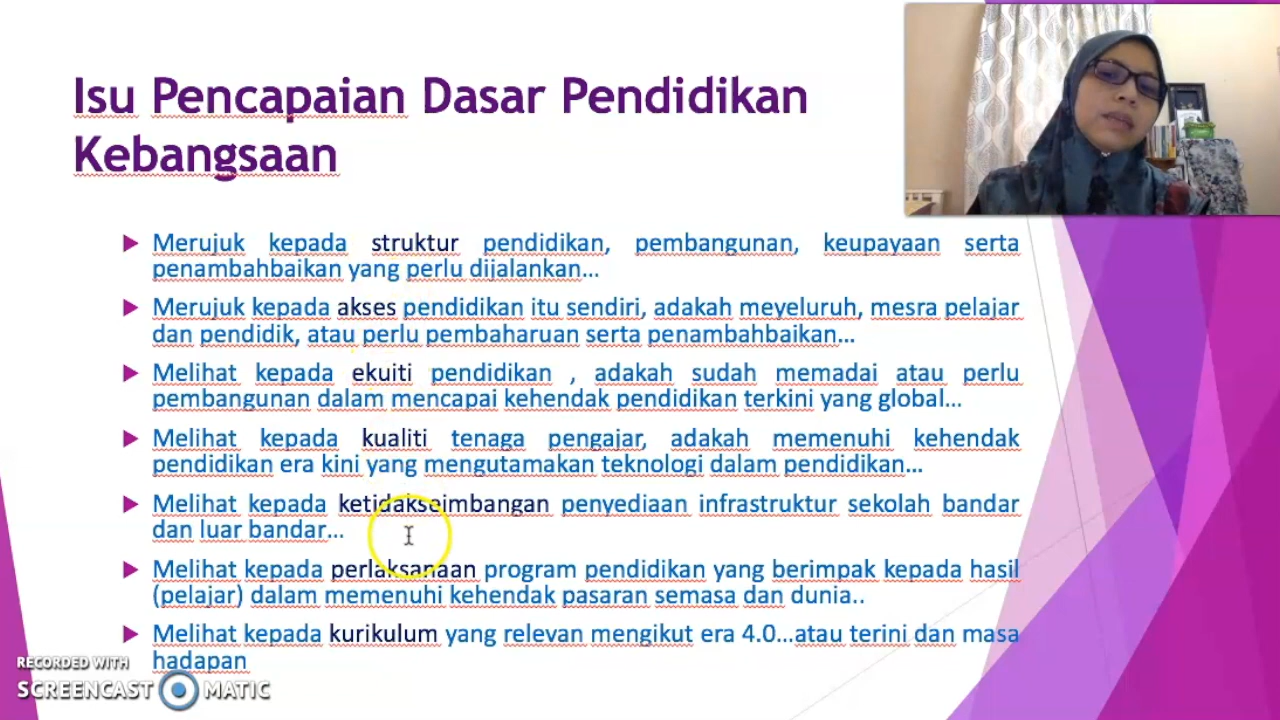 Isu Pencapaian Dasar Pendidikan
Kebangsaan
Merujuk kepada struktur pendidikan, pembangunan, keupayaan serta
penambahbaikan yang perlu dijalankan...
Merujuk kepada akses pendidikan itu sendiri, adakah meyeluruh, mesra pelajar
dan pendidik, atau perlu pembaharuan serta penambahbaikan...
Melihat kepada ekuiti pendidikan , adakah sudah memadai atau perlu
pembangunan dalam mencapai kehendak pendidikan terkini yang global...
Melihat kepada kualiti tenaga pengajar, adakah memenuhi kehendak
pendidikan era kini yang mengutamakan teknologi dalam pendidikan...
Melihat kepada ketidakseimbangan penyediaan infrastruktur sekolah bandar
dan luar bandar...
Melihat kepada perlaksanaan program pendidikan yang berimpak kepada hasil
(pelajar) dalam memenuhi kehendak pasaran semasa dan dunia..
Melihat kepada kurikulum yang relevan mengikut era 4.0...atau terini dan masa
hadapan
RECORDED WITH
SCREENCAST MATIC